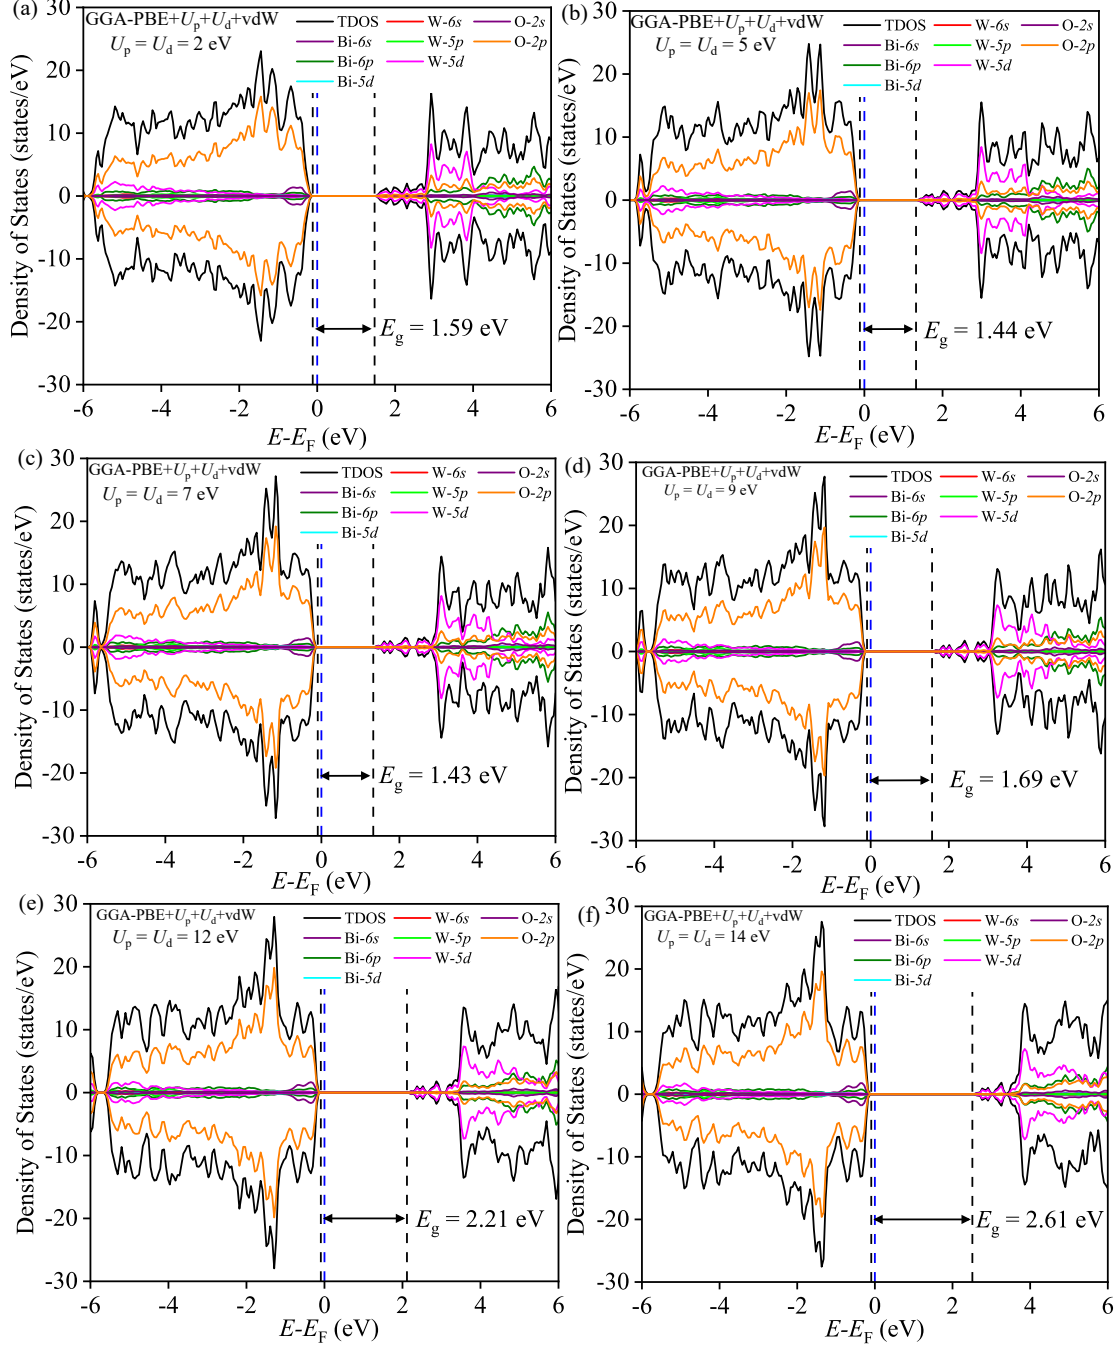 (a)
GGA-PBE+Up+Ud+vdW
Up = Ud = 2 eV
TDOS
W-6s
O-2s
Bi-6s
W-5p
O-2p
Bi-6p
W-5d
Bi-5d
30
20
10
0
-10
-20
-30
Density of States (states/eV)
Eg = 1.59 eV
-6 -4 -2 0 2 4 6
E-EF (eV)
(b)
GGA-PBE+Up+Ud+vdW
Up = Ud = 5 eV
TDOS
W-6s
O-2s
Bi-6s
W-5p
O-2p
Bi-6p
W-5d
Bi-5d
30
20
10
0
-10
-20
-30
Density of States (states/eV)
Eg = 1.44 eV
-6 -4 -2 0 2 4 6
E-EF (eV)
(c)
GGA-PBE+Up+Ud+vdW
Up = Ud = 7 eV
TDOS
W-6s
O-2s
Bi-6s
W-5p
O-2p
Bi-6p
W-5d
Bi-5d
30
20
10
0
-10
-20
-30
Density of States (states/eV)
Eg = 1.43 eV
-6 -4 -2 0 2 4 6
E-EF (eV)
(d)
GGA-PBE+Up+Ud+vdW
Up = Ud = 9 eV
TDOS
W-6s
O-2s
Bi-6s
W-5p
O-2p
Bi-6p
W-5d
Bi-5d
30
20
10
0
-10
-20
-30
Density of States (states/eV)
Eg = 1.69 eV
-6 -4 -2 0 2 4 6
E-EF (eV)
(e)
GGA-PBE+Up+Ud+vdW
Up = Ud = 12 eV
TDOS
W-6s
O-2s
Bi-6s
W-5p
O-2p
Bi-6p
W-5d
Bi-5d
30
20
10
0
-10
-20
-30
Density of States (states/eV)
Eg = 2.21 eV
-6 -4 -2 0 2 4 6
E-EF (eV)
(f)
GGA-PBE+Up+Ud+vdW
Up = Ud = 14 eV
TDOS
W-6s
O-2s
Bi-6s
W-5p
O-2p
Bi-6p
W-5d
Bi-5d
30
20
10
0
-10
-20
-30
Density of States (states/eV)
Eg = 2.61 eV
-6 -4 -2 0 2 4 6
E-EF (eV)